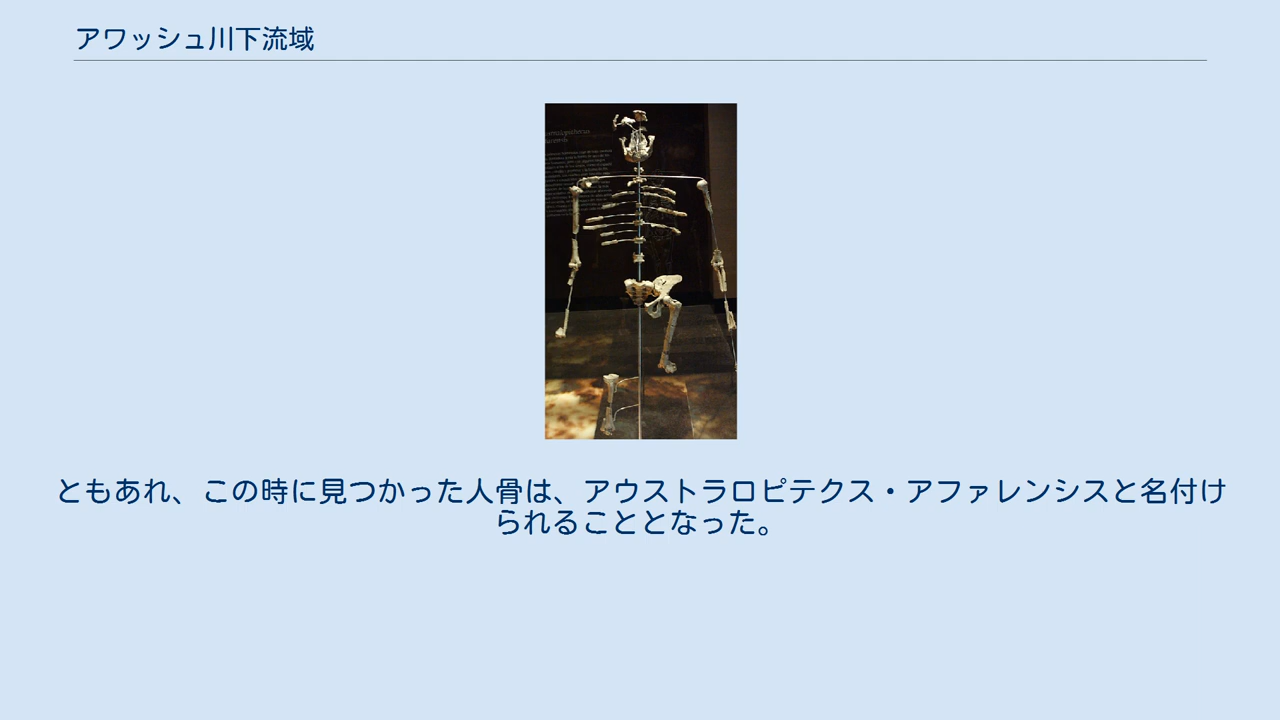 アワッシュ川下流域
ともあれ、この時に見つかった人骨は、アウストラロピテクス・アファレンシスと名付け
られることとなった。